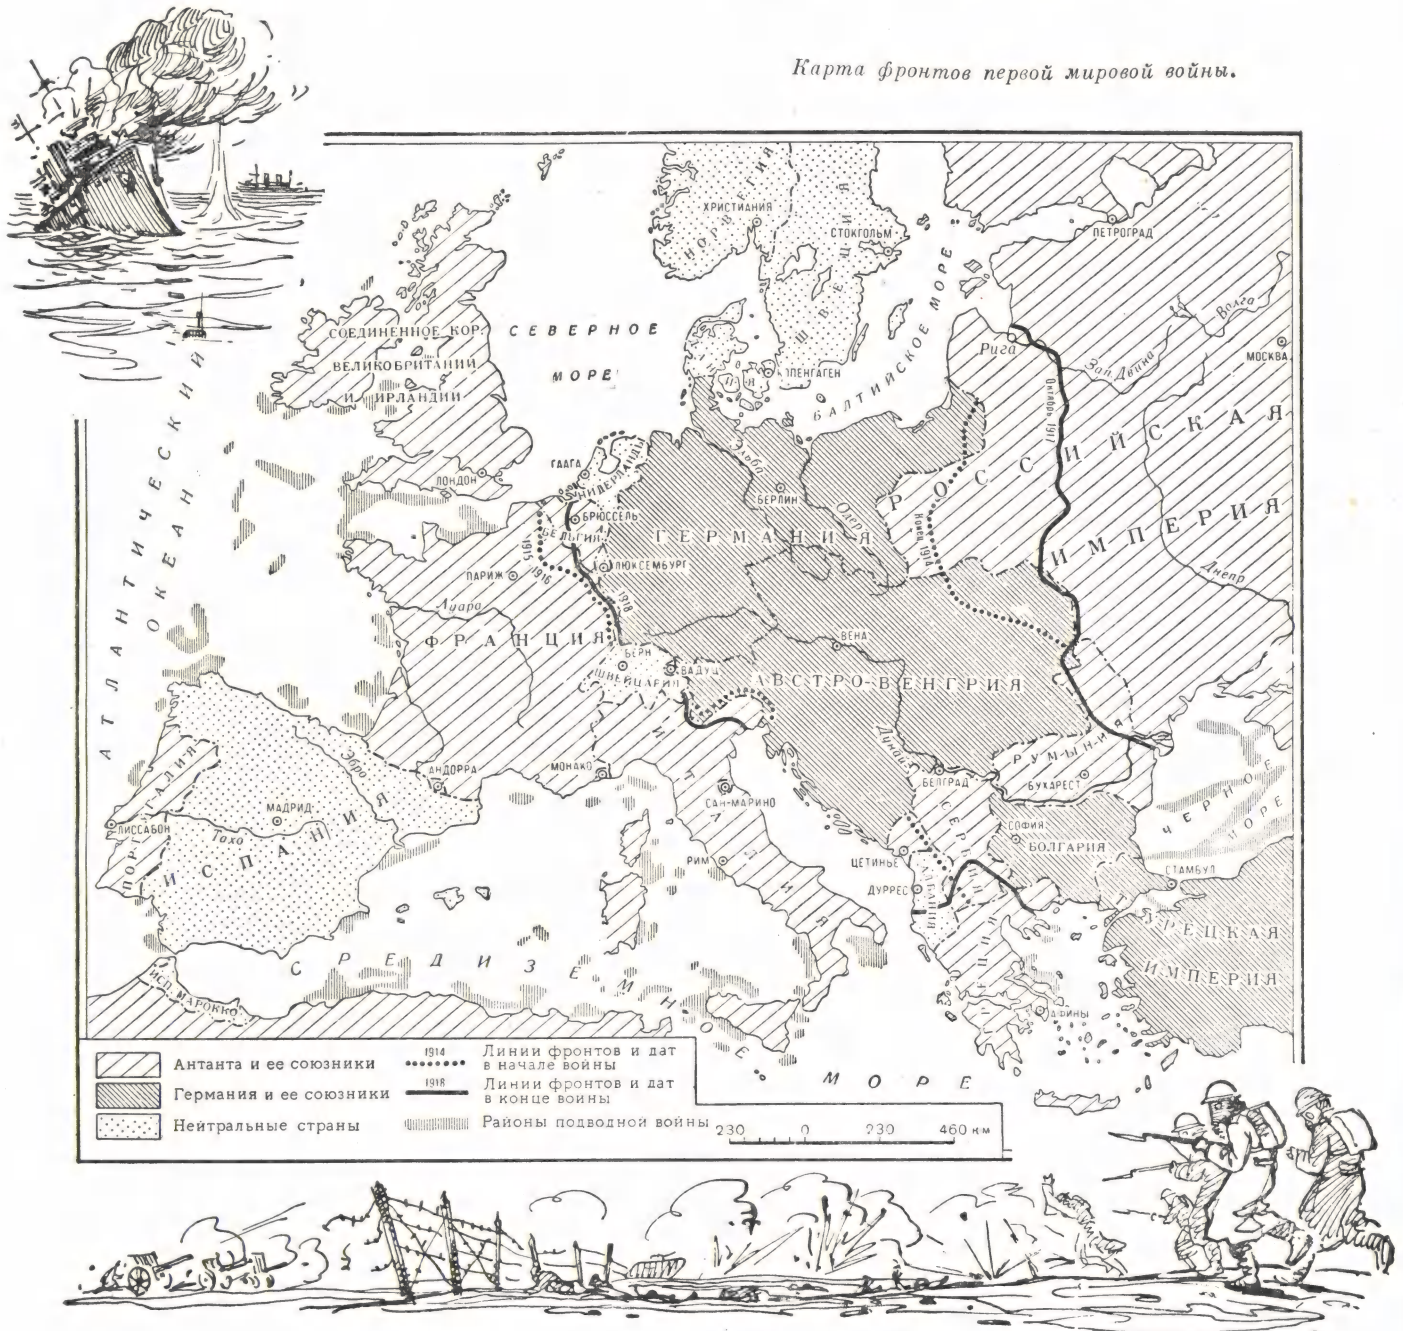 Карта фронтов первой мировой войны.
НОРВЕГИЯ
ХРИСТИАНИЯ
ШВЕЦИЯ
СТОКГОЛЬМ
ПЕТРОГРАД
СОЕДИНЕННОЕ КОР.
ВЕЛИКОБРИТАНИИ
И ИРЛАНДИИ
СЕВЕРНОЕ
МОРЕ
БАЛТИЙСКОЕ МОРЕ
Рига
Зап. Двина
Волга
МОСКВА
Октябрь 1917
АТЛАНТИЧЕСКИЙ
ОКЕАН
ЛОНДОН
ГААГА
НИДЕРЛАНДЫ
БРЮССЕЛЬ
БЕЛЬГИЯ
ЛЮКСЕМБУРГ
Эльба
БЕРЛИН
Одер
ГЕРМАНИЯ
РОССИЙСКАЯ
ИМПЕРИЯ
Конец 1914
Днепр
1915
1916
1918
ПАРИЖ
Луара
ФРАНЦИЯ
БЕРН
ШВЕЙЦАРИЯ
ВАДУЦ
ВЕНА
АВСТРО-ВЕНГРИЯ
Дунай
РУМЫНИЯ
БУХАРЕСТ
БЕЛГРАД
СЕРБИЯ
СОФИЯ
БОЛГАРИЯ
ЧЕРНОЕ
МОРЕ
АНДОРРА
МОНАКО
ИТАЛИЯ
САН-МАРИНО
РИМ
ЦЕТИНЬЕ
ДУРРЕС
АЛБАНИЯ
СТАМБУЛ
ИМПЕРИЯ
АФИНЫ
ПОРТУГАЛИЯ
ЛИССАБОН
МАДРИД
Тахо
Эбро
ИСПАНИЯ
ИСП. МАРОККО
СРЕДИЗЕМНОЕ
МОРЕ
Антанта и ее союзники
Германия и ее союзники
Нейтральные страны
1914
Линии фронтов и дат
в начале войны
1918
Линии фронтов и дат
в конце войны
Районы подводной войны
230 0 230 460 км